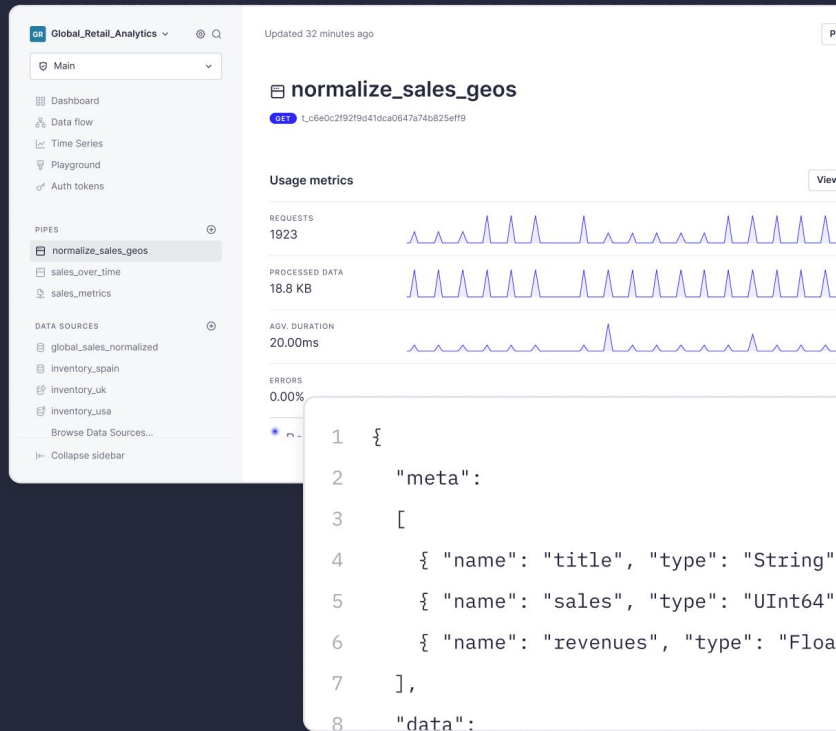 GR Global_Retail_Analytics
Main
Dashboard
Data flow
Time Series
Playground
Auth tokens
PIPES
normalize_sales_geos
sales_over_time
sales_metrics
DATA SOURCES
global_sales_normalized
inventory_spain
inventory_uk
inventory_usa
Browse Data Sources...
Collapse sidebar
Updated 32 minutes ago
P
normalize_sales_geos
GET t_c6e0c2f92f9d41dca0647a74b825eff9
Usage metrics
View
REQUESTS
1923
PROCESSED DATA
18.8 KB
AGV. DURATION
20.00ms
ERRORS
0.00%
1 {
2 "meta":
3 [
4 { "name": "title", "type": "String"
5 { "name": "sales", "type": "UInt64"
6 { "name": "revenues", "type": "Floa
7 ],
8 "data":